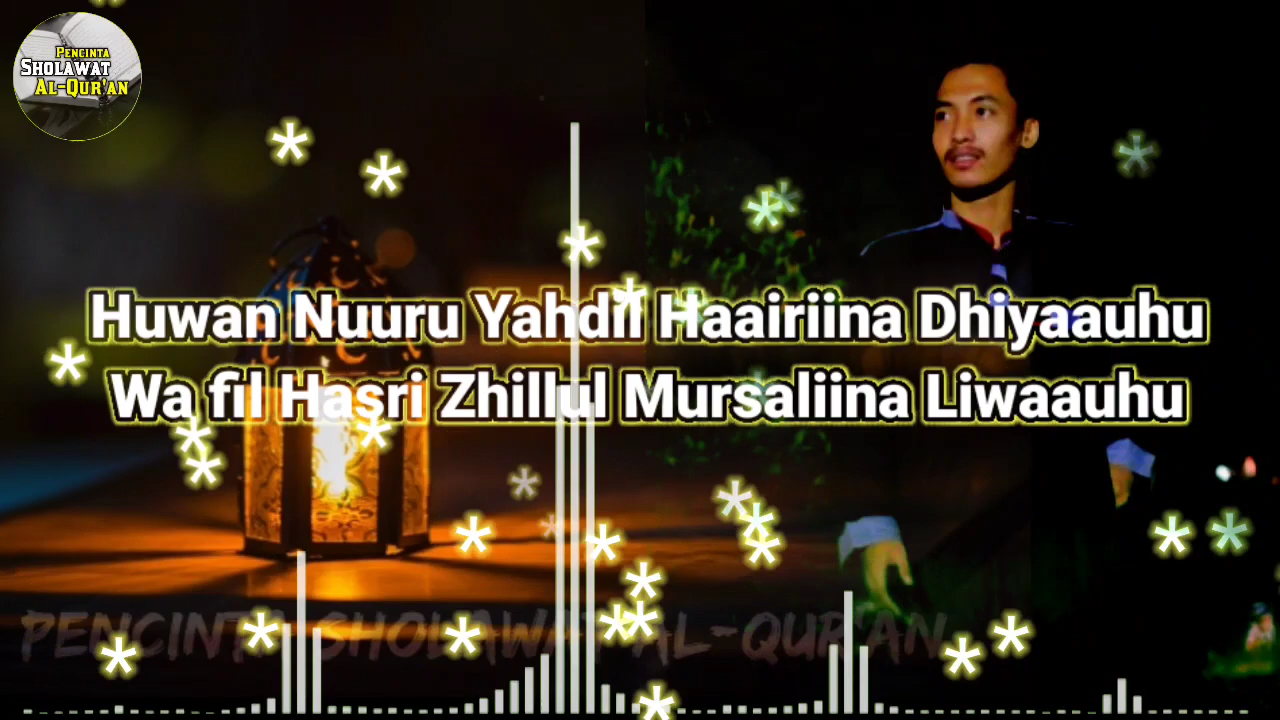 Pencinta
Sholawat
Al-Qur'an
Huwan Nuuru Yahdil Haairiina Dhiyaauhu
Wa fil Hasri Zhillul Mursaliina Liwaauhu
PENCINTA SHOLAWAT AL-QUR'AN